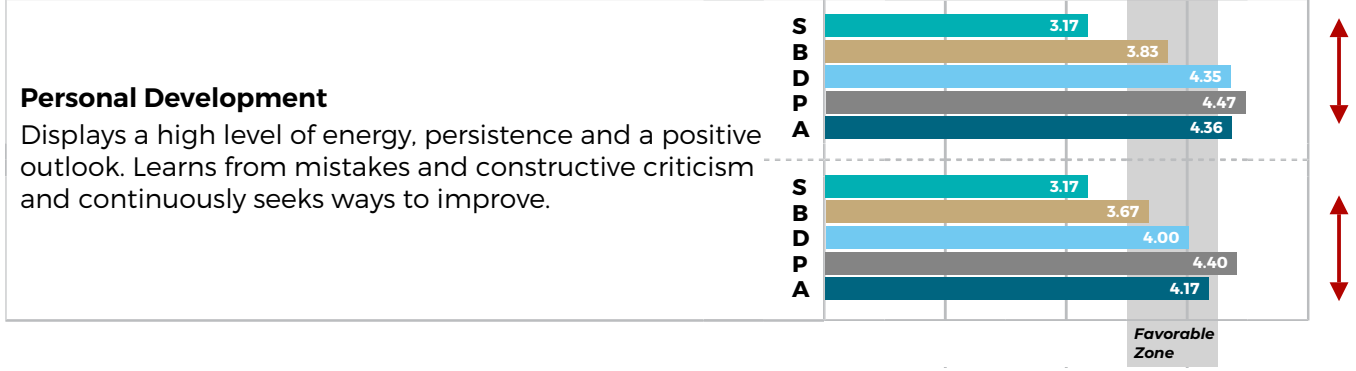 Personal Development
Displays a high level of energy, persistence and a positive
outlook. Learns from mistakes and constructive criticism
and continuously seeks ways to improve.
S 3.17
B 3.83
D 4.35
P 4.47
A 4.36
S 3.17
B 3.67
D 4.00
P 4.40
A 4.17
Favorable
Zone